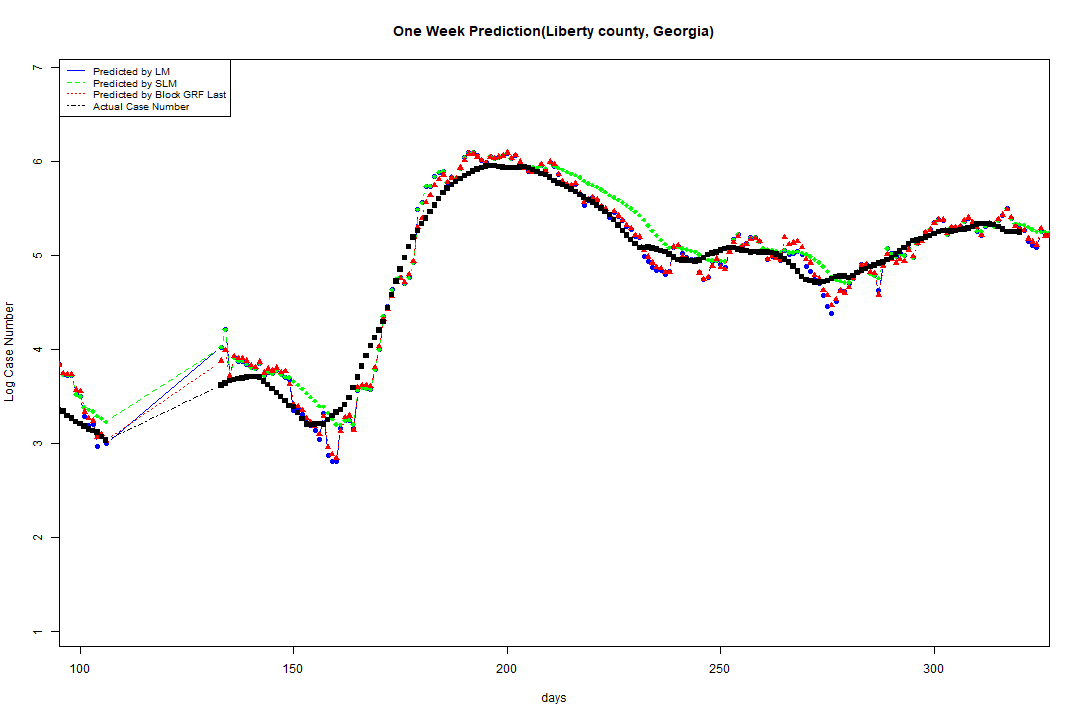 One Week Prediction(Liberty county, Georgia)
Predicted by LM
Predicted by SLM
Predicted by Block GRF Last
Actual Case Number
7
6
5
4
3
2
1
Log Case Number
100 150 200 250 300
days